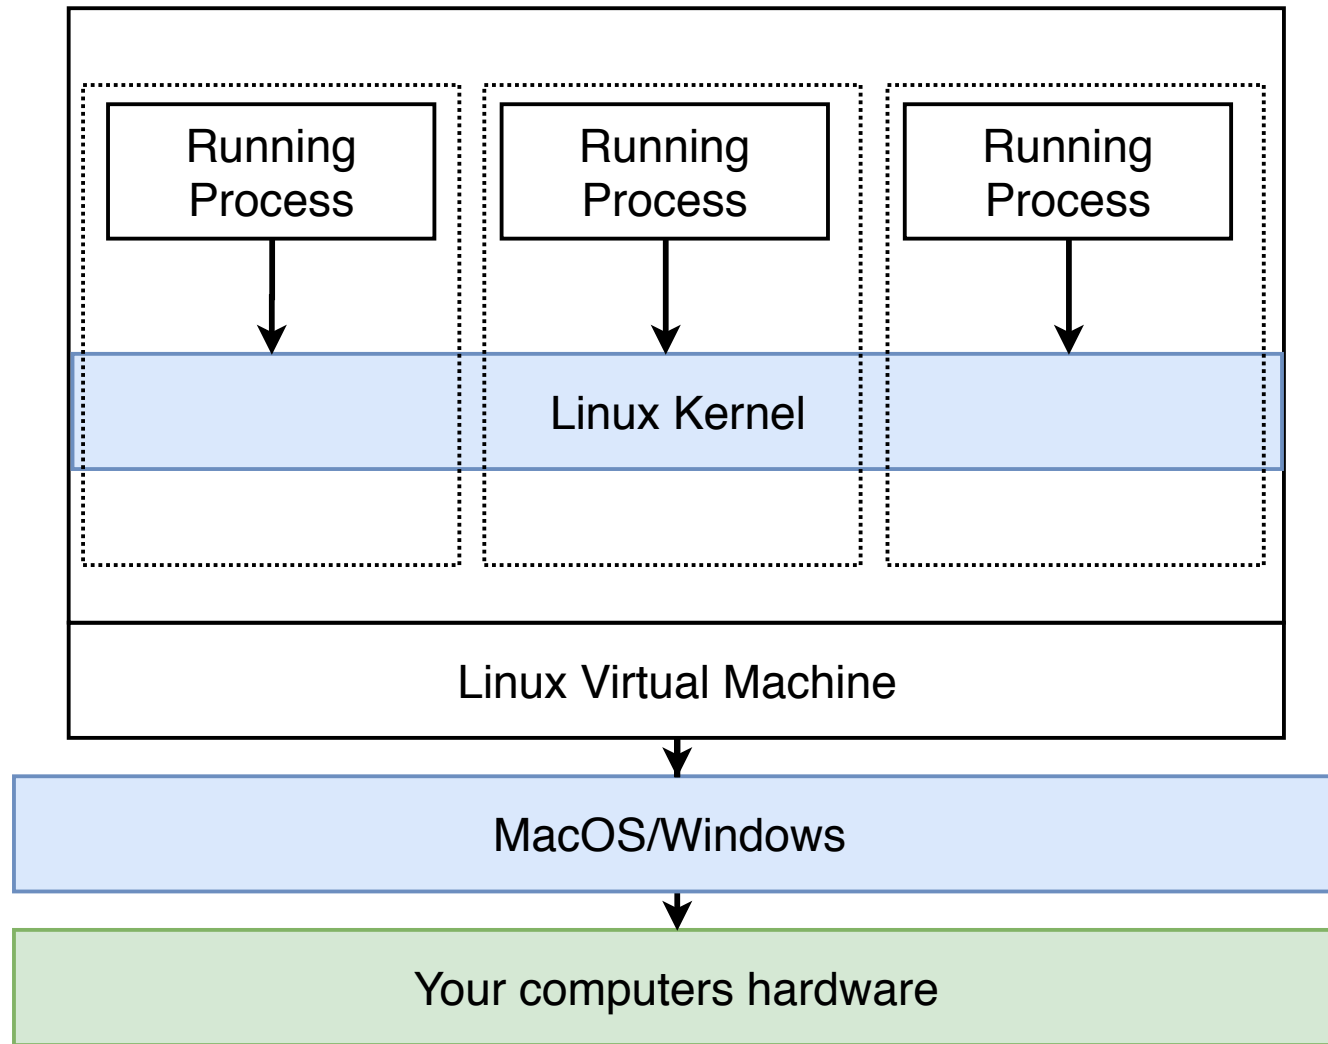 Running
Process
Running
Process
Running
Process
Linux Kernel
Linux Virtual Machine
MacOS/Windows
Your computers hardware